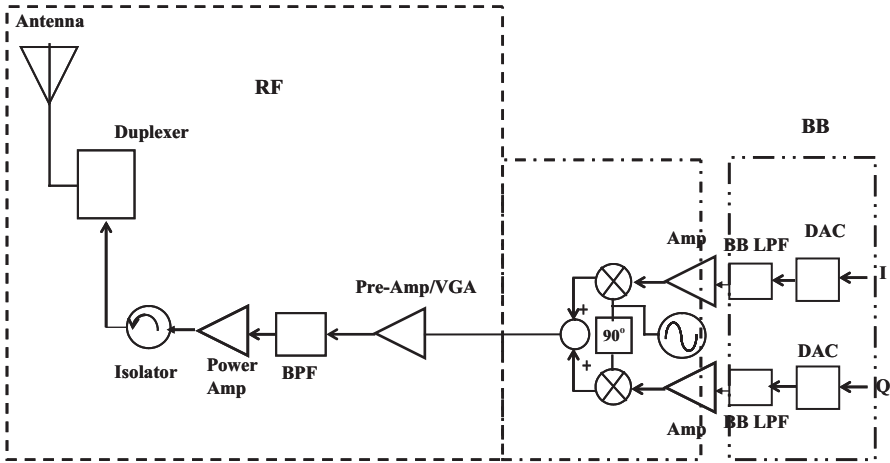 Antenna
RF
Duplexer
BB
Amp
BB LPF
DAC
I
Pre-Amp/VGA
+
90°
Isolator
Power
Amp
BPF
+
DAC
Q
Amp
BB LPF